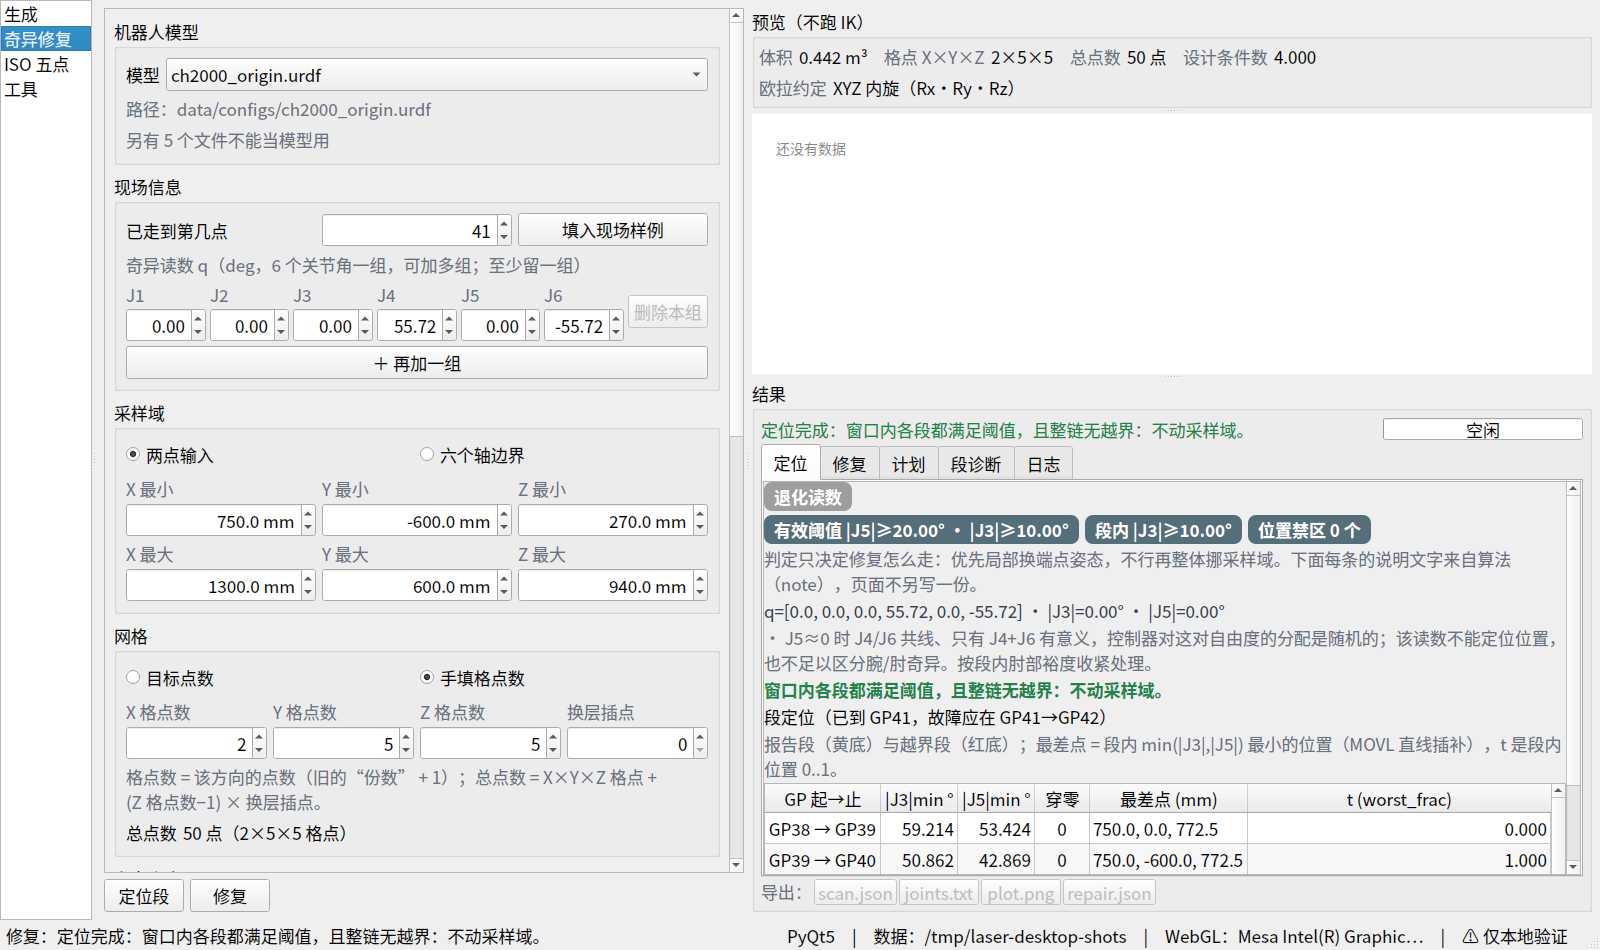 生成
奇异修复
ISO 五点
工具
机器人模型
模型 ch2000_origin.urdf
路径：data/configs/ch2000_origin.urdf
另有 5 个文件不能当模型用
现场信息
已走到第几点 41 填入现场样例
奇异读数 q（deg，6 个关节角一组，可加多组；至少留一组）
J1 J2 J3 J4 J5 J6
0.00 0.00 0.00 55.72 0.00 -55.72 删除本组
＋ 再加一组
采样域
两点输入 六个轴边界
X 最小 Y 最小 Z 最小
750.0 mm -600.0 mm 270.0 mm
X 最大 Y 最大 Z 最大
1300.0 mm 600.0 mm 940.0 mm
网格
目标点数 手填格点数
X 格点数 Y 格点数 Z 格点数 换层插点
2 5 5 0
格点数 = 该方向的点数（旧的“份数” + 1）；总点数 = X×Y×Z 格点 +
(Z 格点数−1) × 换层插点。
总点数 50 点（2×5×5 格点）
定位段 修复
预览（不跑 IK）
体积 0.442 m³ 格点 X×Y×Z 2×5×5 总点数 50 点 设计条件数 4.000
欧拉约定 XYZ 内旋（Rx・Ry・Rz）
还没有数据
结果
定位完成：窗口内各段都满足阈值，且整链无越界：不动采样域。 空闲
定位 修复 计划 段诊断 日志
退化读数
有效阈值 |J5|≥20.00° · |J3|≥10.00° 段内 |J3|≥10.00° 位置禁区 0 个
判定只决定修复怎么走：优先局部换端点姿态，不行再整体挪采样域。下面每条的说明文字来自算法
（note），页面不另写一份。
q=[0.0, 0.0, 0.0, 55.72, 0.0, -55.72] · |J3|=0.00° · |J5|=0.00°
· J5≈0 时 J4/J6 共线、只有 J4+J6 有意义，控制器对这对自由度的分配是随机的；该读数不能定位位置，
也不足以区分腕/肘奇异。按段内肘部裕度收紧处理。
窗口内各段都满足阈值，且整链无越界：不动采样域。
段定位（已到 GP41，故障应在 GP41→GP42）
报告段（黄底）与越界段（红底）；最差点 = 段内 min(|J3|,|J5|) 最小的位置（MOVL 直线插补），t 是段内
位置 0..1。
GP 起→止 |J3|min ° |J5|min ° 穿零 最差点 (mm) t (worst_frac)
GP38 → GP39 59.214 53.424 0 750.0, 0.0, 772.5 0.000
GP39 → GP40 50.862 42.869 0 750.0, -600.0, 772.5 1.000
导出： scan.json joints.txt plot.png repair.json
修复：定位完成：窗口内各段都满足阈值，且整链无越界：不动采样域。 PyQt5 | 数据：/tmp/laser-desktop-shots | WebGL：Mesa Intel(R) Graphic… | ⚠ 仅本地验证